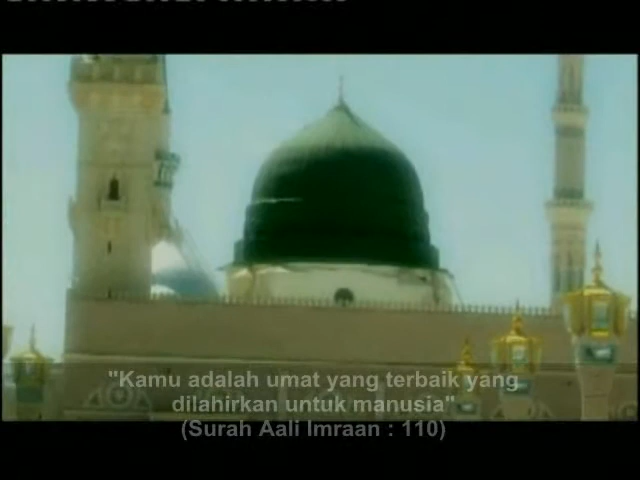 "Kamu adalah umat yang terbaik yang
dilahirkan untuk manusia"
(Surah Aali Imraan : 110)